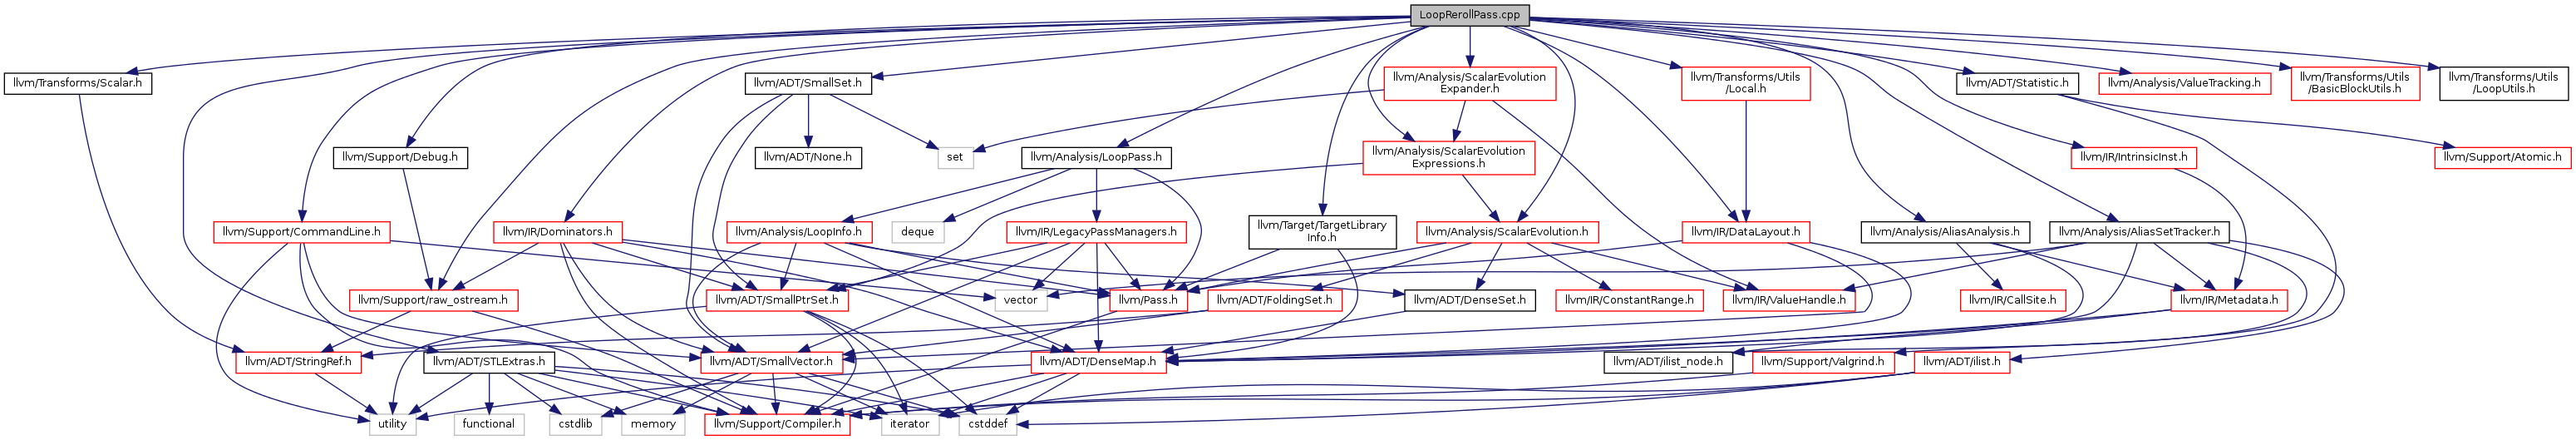 LoopRerollPass.cpp
llvm/Transforms/Scalar.h
llvm/ADT/SmallSet.h
llvm/Analysis/ScalarEvolution
Expander.h
llvm/Transforms/Utils
/Local.h
llvm/ADT/Statistic.h
llvm/Analysis/ValueTracking.h
llvm/Transforms/Utils
/BasicBlockUtils.h
llvm/Transforms/Utils
/LoopUtils.h
llvm/Support/Debug.h
llvm/ADT/None.h
set
llvm/Analysis/LoopPass.h
llvm/Analysis/ScalarEvolution
Expressions.h
llvm/IR/IntrinsicInst.h
llvm/Support/Atomic.h
llvm/Support/CommandLine.h
llvm/IR/Dominators.h
llvm/Analysis/LoopInfo.h
deque
llvm/IR/LegacyPassManagers.h
llvm/Target/TargetLibrary
Info.h
llvm/Analysis/ScalarEvolution.h
llvm/IR/DataLayout.h
llvm/Analysis/AliasAnalysis.h
llvm/Analysis/AliasSetTracker.h
llvm/Support/raw_ostream.h
llvm/ADT/SmallPtrSet.h
vector
llvm/Pass.h
llvm/ADT/FoldingSet.h
llvm/ADT/DenseSet.h
llvm/IR/ConstantRange.h
llvm/IR/ValueHandle.h
llvm/IR/CallSite.h
llvm/IR/Metadata.h
llvm/ADT/StringRef.h
llvm/ADT/STLExtras.h
llvm/ADT/SmallVector.h
llvm/ADT/DenseMap.h
llvm/ADT/ilist_node.h
llvm/Support/Valgrind.h
llvm/ADT/ilist.h
utility
functional
cstdlib
memory
llvm/Support/Compiler.h
iterator
cstddef